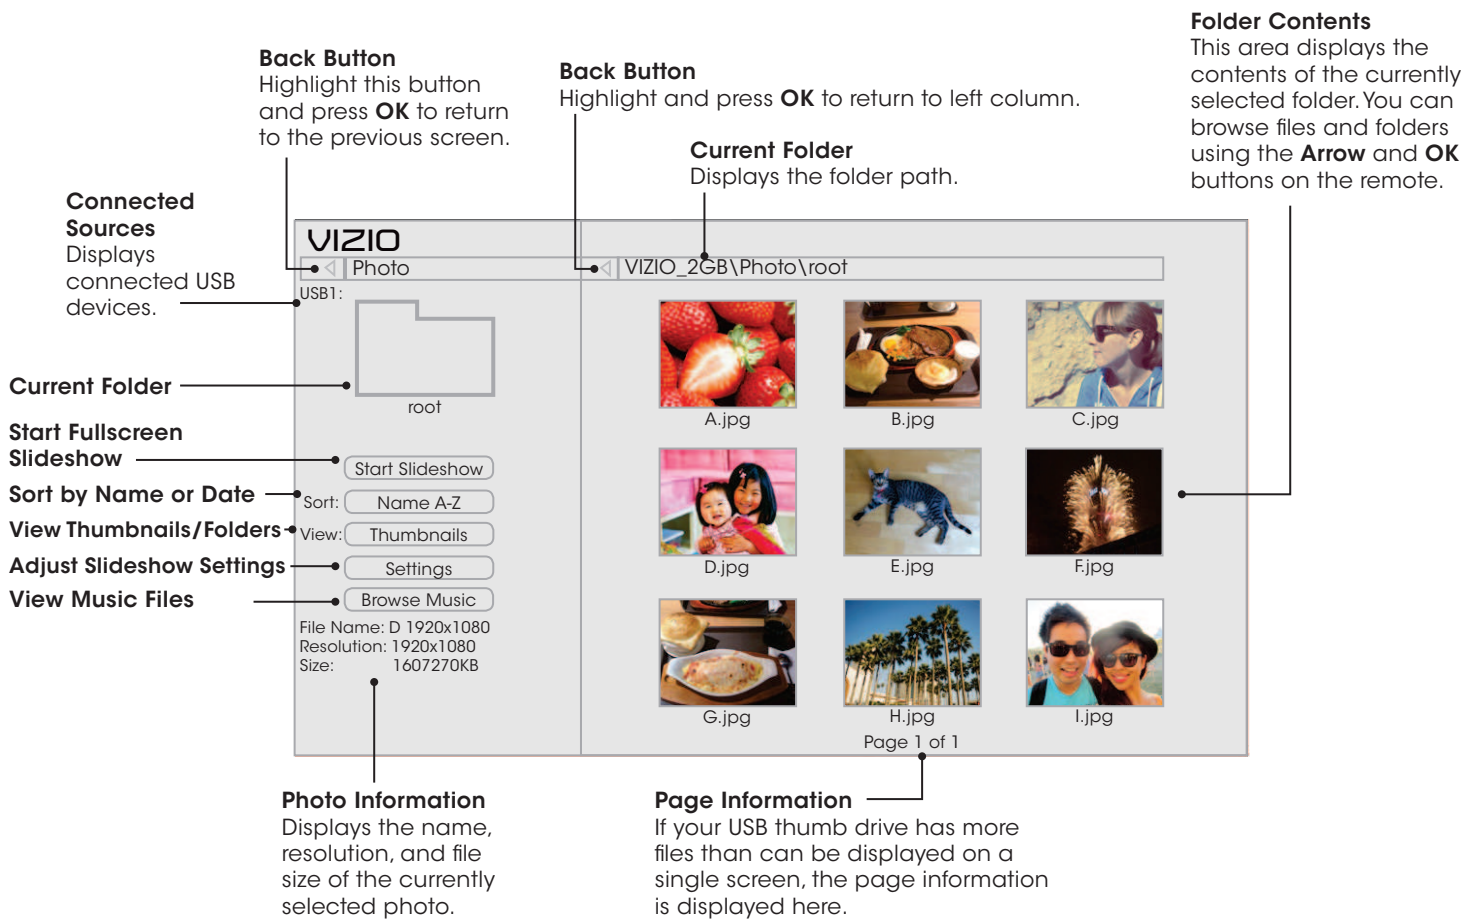 Folder Contents
This area displays the
contents of the currently
selected folder. You can
browse files and folders
using the Arrow and OK
buttons on the remote.
Back Button
Highlight this button
and press OK to return
to the previous screen.
Back Button
Highlight and press OK to return to left column.
Current Folder
Displays the folder path.
Connected
Sources
Displays
connected USB
devices.
Current Folder
Start Fullscreen
Slideshow
Sort by Name or Date
View Thumbnails/Folders
Adjust Slideshow Settings
View Music Files
VIZIO
Photo
VIZIO_2GB\Photo\root
USB1:
root
Start Slideshow
Sort: Name A-Z
View: Thumbnails
Settings
Browse Music
File Name: D 1920x1080
Resolution: 1920x1080
Size: 1607270KB
A.jpg
B.jpg
C.jpg
D.jpg
E.jpg
F.jpg
G.jpg
H.jpg
I.jpg
Page 1 of 1
Photo Information
Displays the name,
resolution, and file
size of the currently
selected photo.
Page Information
If your USB thumb drive has more
files than can be displayed on a
single screen, the page information
is displayed here.